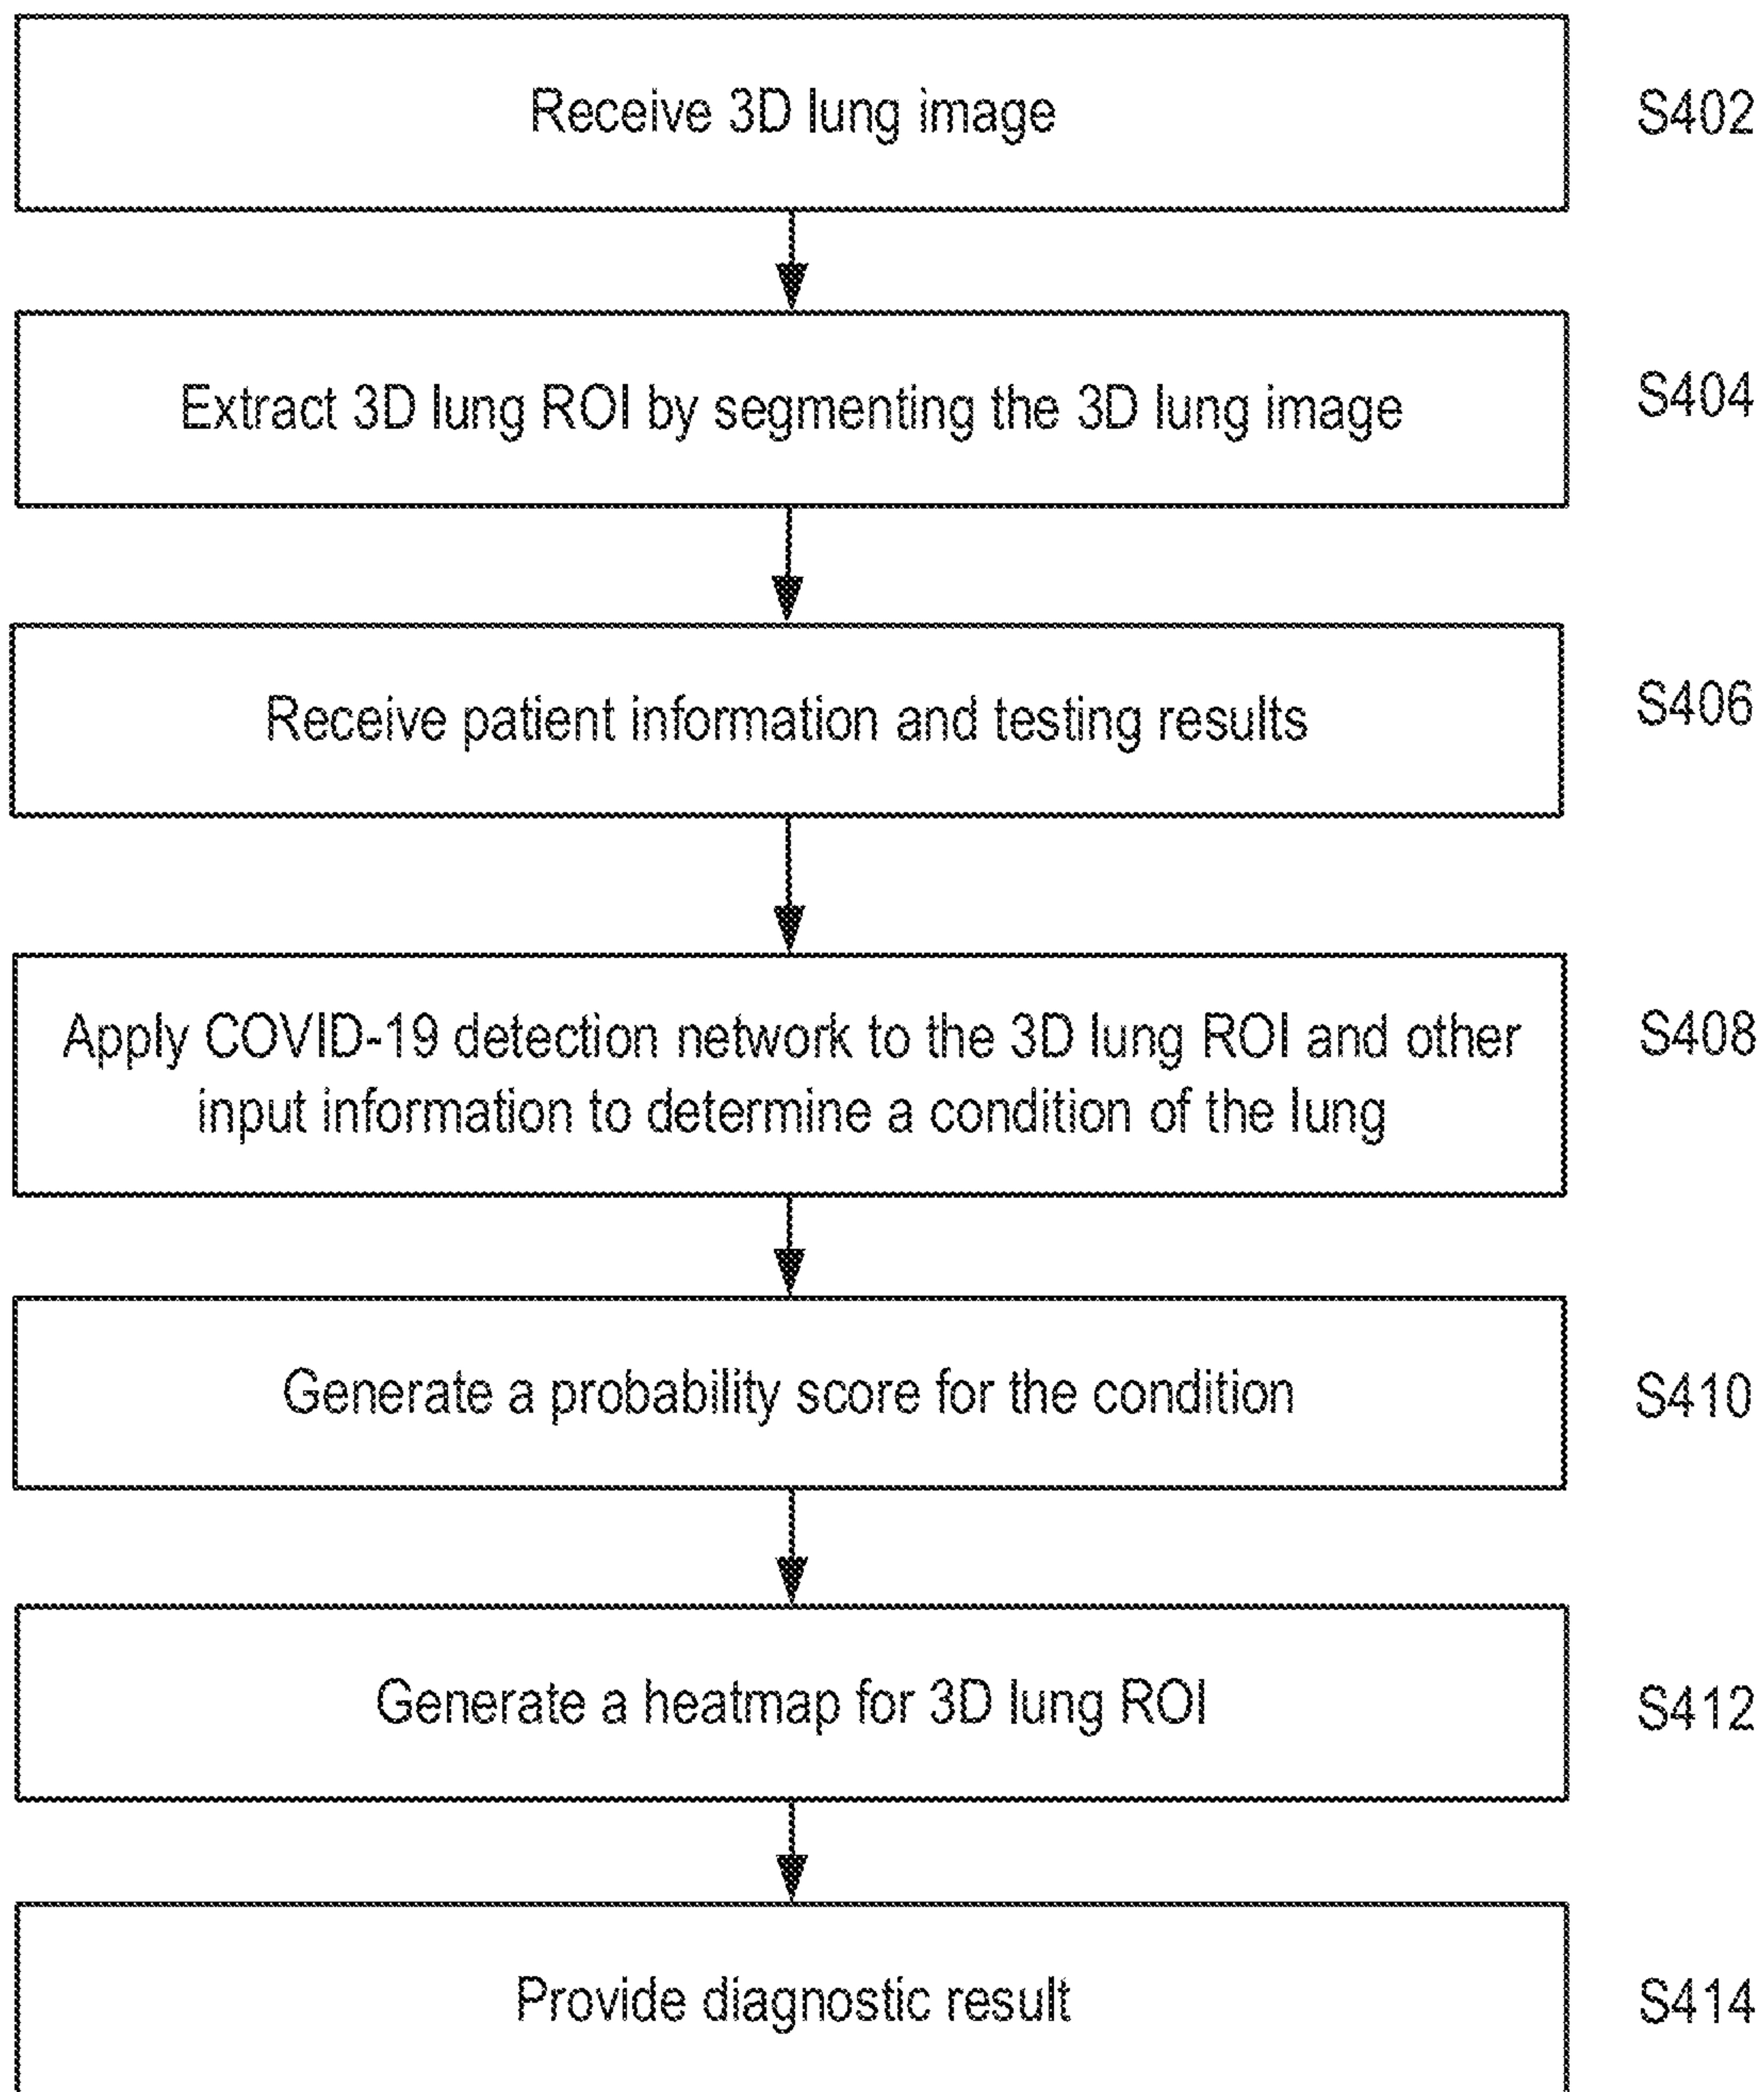 Receive 3D lung image
S402
Extract 3D lung ROI by segmenting the 3D lung image
S404
Receive patient information and testing results
S406
Apply COVID-19 detection network to the 3D lung ROI and other
input information to determine a condition of the lung
S408
Generate a probability score for the condition
S410
Generate a heatmap for 3D lung ROI
S412
Provide diagnostic result
S414